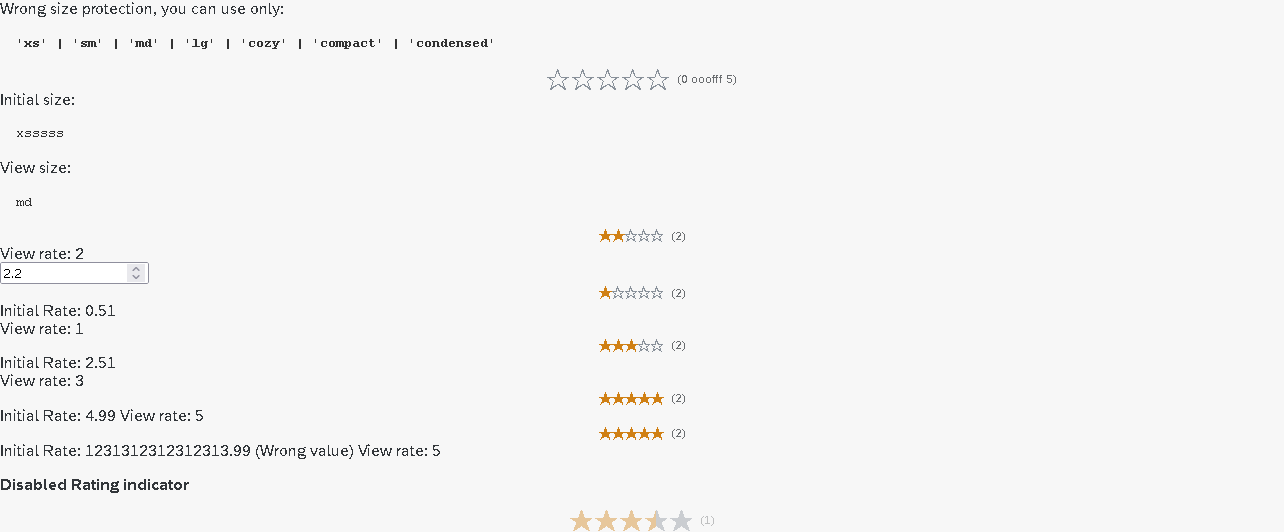 Wrong size protection, you can use only:
'xs' | 'sm' | 'md' | 'lg' | 'cozy' | 'compact' | 'condensed'
(0 ooofff 5)
Initial size:
xsssss
View size:
md
(2)
View rate: 2
2.2
(2)
Initial Rate: 0.51
View rate: 1
(2)
Initial Rate: 2.51
View rate: 3
(2)
Initial Rate: 4.99 View rate: 5
(2)
Initial Rate: 1231312312312313.99 (Wrong value) View rate: 5
Disabled Rating indicator
(1)